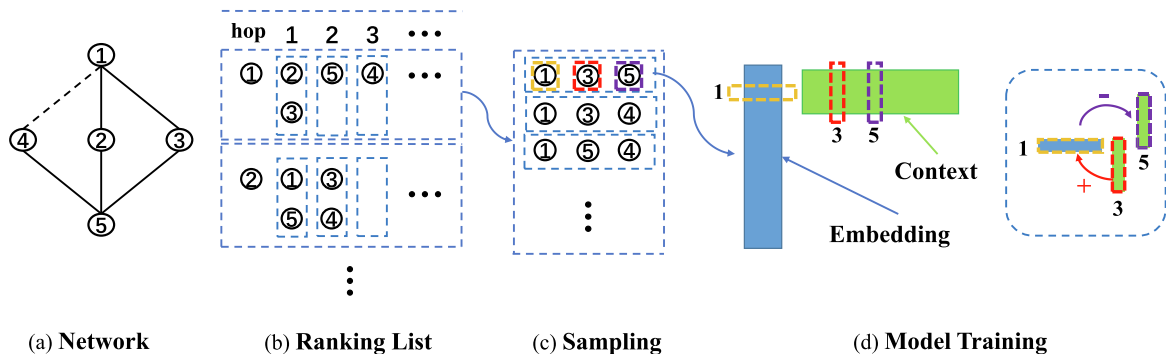 ①
④ ② ③
⑤
hop 1 2 3 •••
① ② ⑤ ④ •••
③
② ① ③ •••
⑤ ④
① ③ ⑤
① ③ ④
① ⑤ ④
1
3 5
Context
Embedding
1 - 5
+ 3
(a) Network
(b) Ranking List
(c) Sampling
(d) Model Training